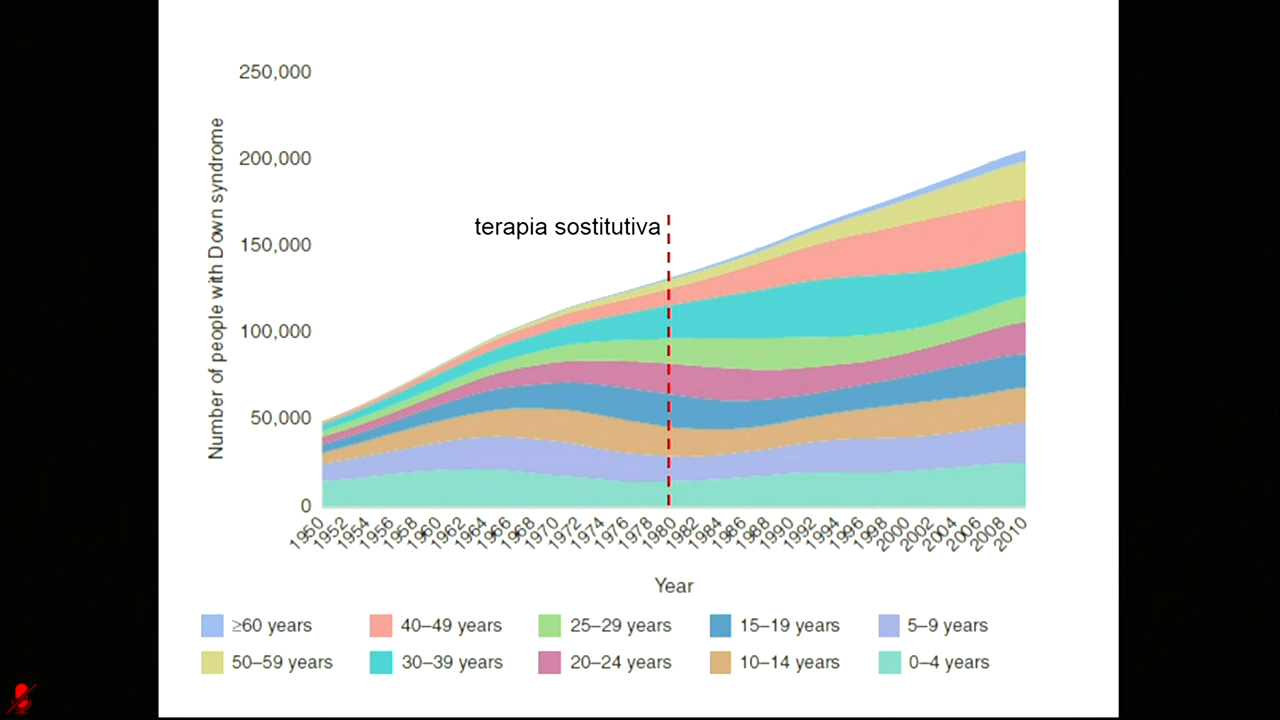 250,000
200,000
150,000
100,000
50,000
0
Number of people with Down syndrome
terapia sostitutiva
1950 1952 1954 1956 1958 1960 1962 1964 1966 1968 1970 1972 1974 1976 1978 1980 1982 1984 1986 1988 1990 1992 1994 1996 1998 2000 2002 2004 2006 2008 2010
Year
≥60 years 40–49 years 25–29 years 15–19 years 5–9 years
50–59 years 30–39 years 20–24 years 10–14 years 0–4 years